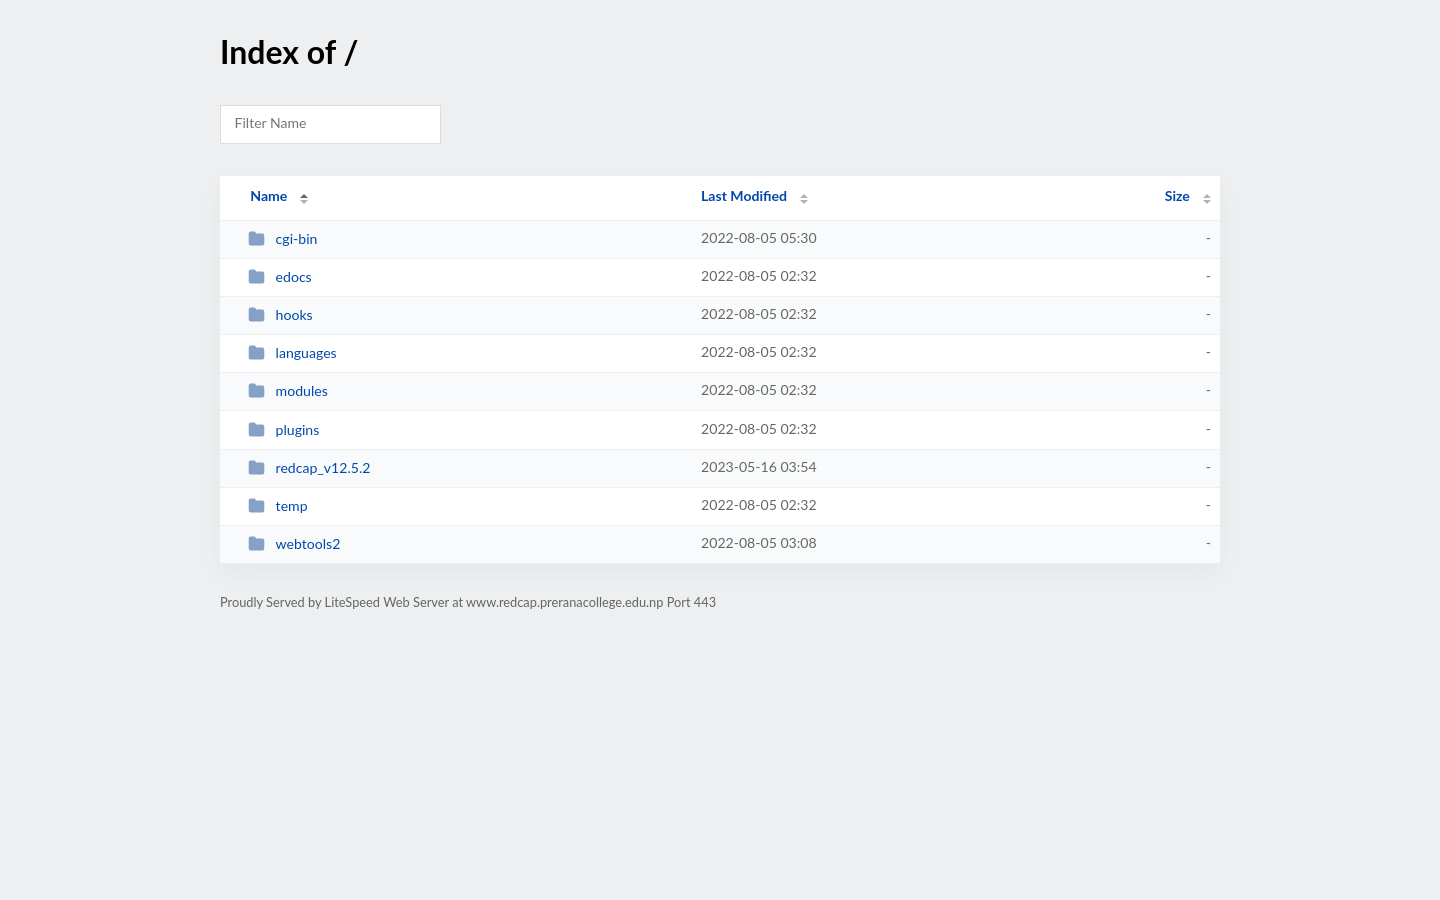 Index of /
Filter Name
Name Last Modified Size
cgi-bin 2022-08-05 05:30 -
edocs 2022-08-05 02:32 -
hooks 2022-08-05 02:32 -
languages 2022-08-05 02:32 -
modules 2022-08-05 02:32 -
plugins 2022-08-05 02:32 -
redcap_v12.5.2 2023-05-16 03:54 -
temp 2022-08-05 02:32 -
webtools2 2022-08-05 03:08 -
Proudly Served by LiteSpeed Web Server at www.redcap.preranacollege.edu.np Port 443